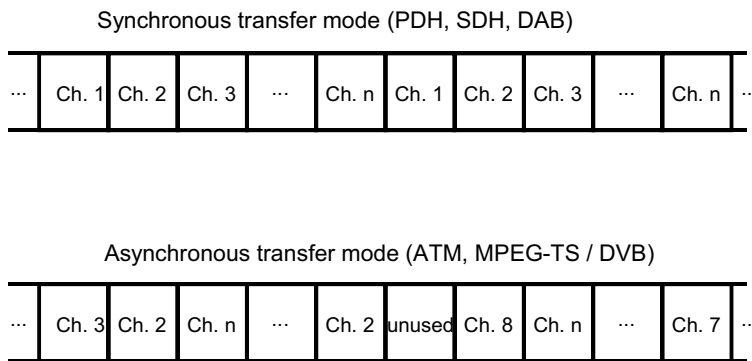 Synchronous transfer mode (PDH, SDH, DAB)
... Ch. 1 Ch. 2 Ch. 3 ... Ch. n Ch. 1 Ch. 2 Ch. 3 ... Ch. n ..
Asynchronous transfer mode (ATM, MPEG-TS / DVB)
... Ch. 3 Ch. 2 Ch. n ... Ch. 2 unused Ch. 8 Ch. n ... Ch. 7 ..